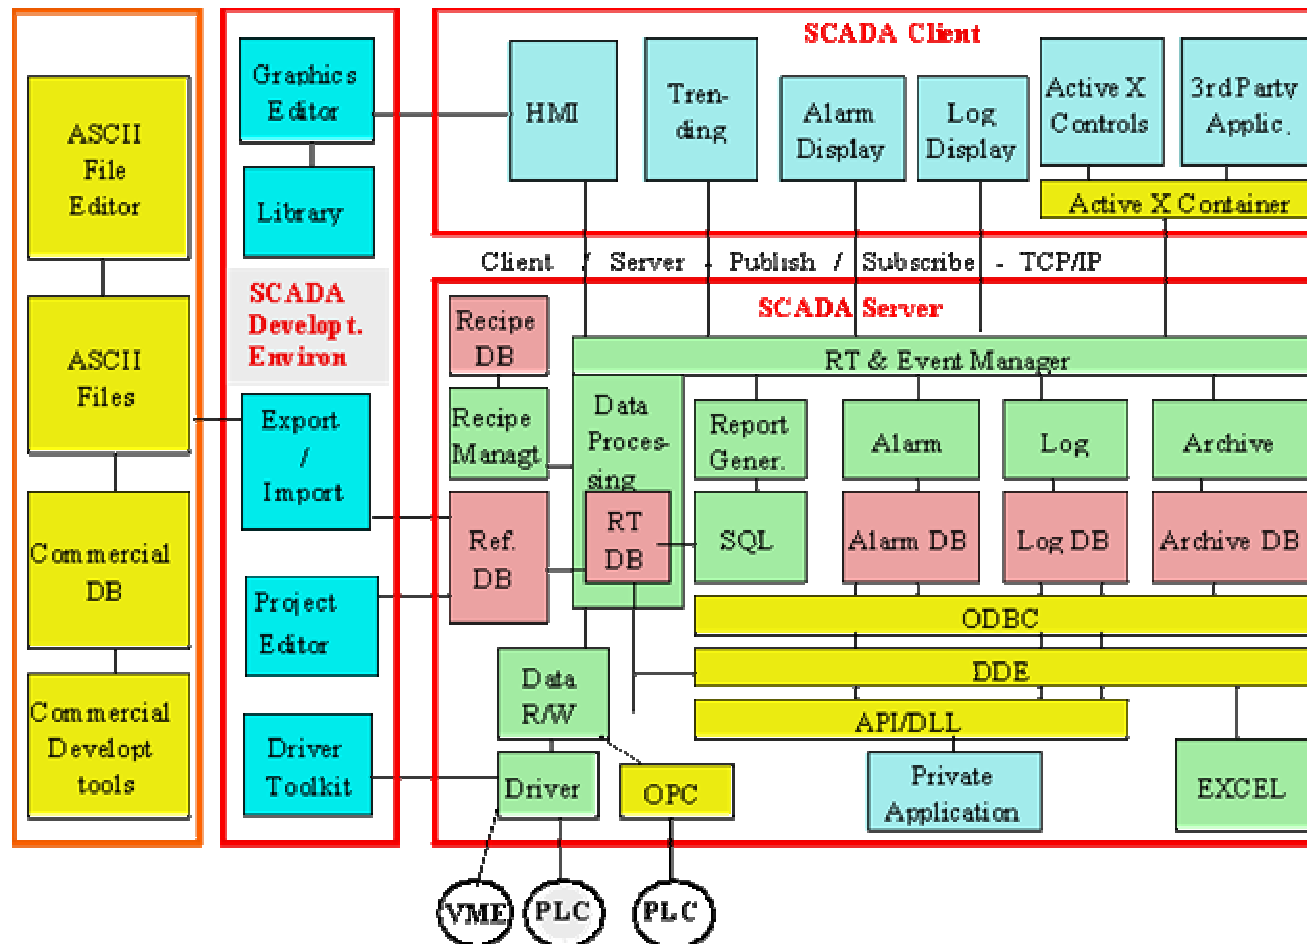 ASCII
File
Editor
ASCII
Files
Commercial
DB
Commercial
Developt
tools
Graphics
Editor
Library
SCADA
Develop t.
Environ
Export
/
Import
Project
Editor
Driver
Toolkit
SCADA Client
HMI
Tren-
ding
Alarm
Display
Log
Display
Active X
Controls
3rd Party
Applic.
Active X Container
Client / Server - Publish / Subscribe - TCP/IP
SCADA Server
Recipe
DB
Recipe
Managt
Ref.
DB
RT & Event Manager
Data
Proces-
sing
RT
DB
Report
Gener.
SQL
Alarm
Alarm DB
Log
Log DB
Archive
Archive DB
ODBC
DDE
API/DLL
Data
R/W
Driver
OPC
Private
Application
EXCEL
VME
PLC
PLC